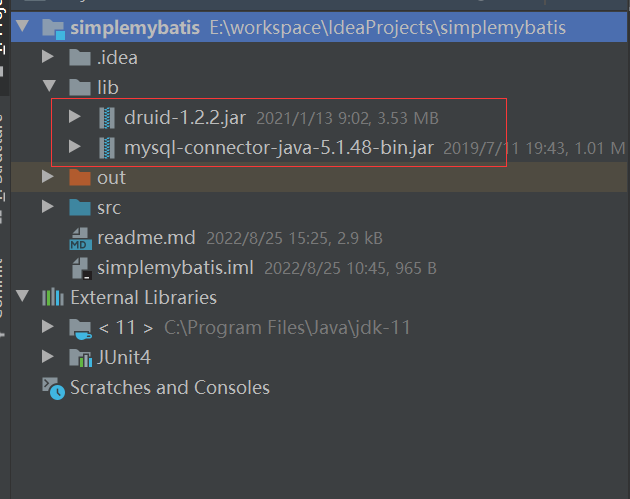 simplemybatis E:\workspace\IdeaProjects\simplemybatis
.idea
lib
druid-1.2.2.jar 2021/1/13 9:02, 3.53 MB
mysql-connector-java-5.1.48-bin.jar 2019/7/11 19:43, 1.01 M
out
src
readme.md 2022/8/25 15:25, 2.9 kB
simplemybatis.iml 2022/8/25 10:45, 965 B
External Libraries
< 11 > C:\Program Files\Java\jdk-11
JUnit4
Scratches and Consoles